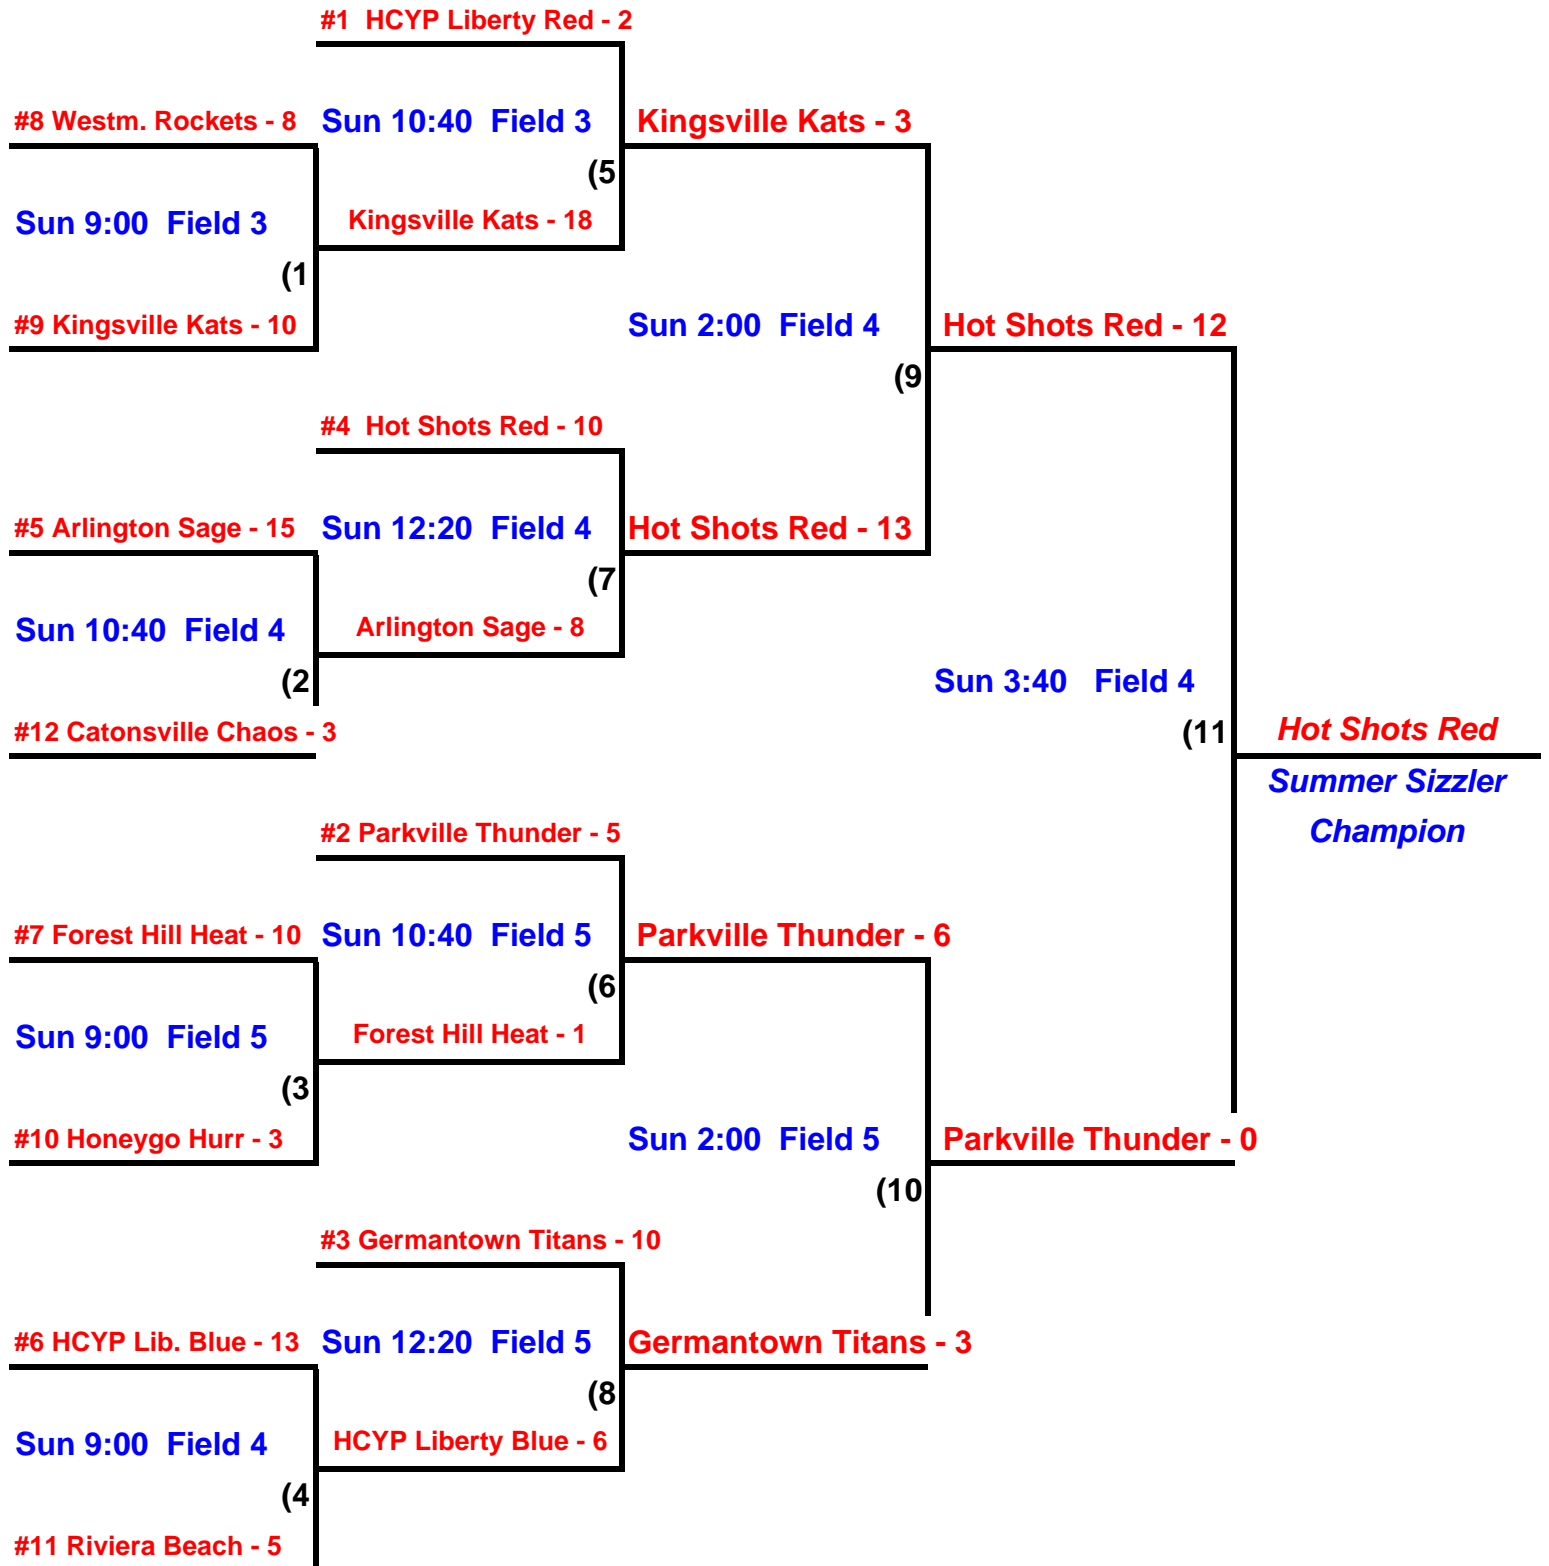 #1  HCYP Liberty Red - 2
#8 Westm. Rockets - 8
Sun 10:40  Field 3
Kingsville Kats - 3
(5
Sun 9:00  Field 3
Kingsville Kats - 18
(1
#9 Kingsville Kats - 10
Sun 2:00  Field 4
Hot Shots Red - 12
(9
#4  Hot Shots Red - 10
#5 Arlington Sage - 15
Sun 12:20  Field 4
Hot Shots Red - 13
(7
Sun 10:40  Field 4
Arlington Sage - 8
(2
Sun 3:40   Field 4
#12 Catonsville Chaos - 3
(11
Hot Shots Red
Summer Sizzler
Champion
#2 Parkville Thunder - 5
#7 Forest Hill Heat - 10
Sun 10:40  Field 5
Parkville Thunder - 6
(6
Sun 9:00  Field 5
Forest Hill Heat - 1
(3
#10 Honeygo Hurr - 3
Sun 2:00  Field 5
Parkville Thunder - 0
(10
#3 Germantown Titans - 10
#6 HCYP Lib. Blue - 13
Sun 12:20  Field 5
Germantown Titans - 3
(8
Sun 9:00  Field 4
HCYP Liberty Blue - 6
(4
#11 Riviera Beach - 5